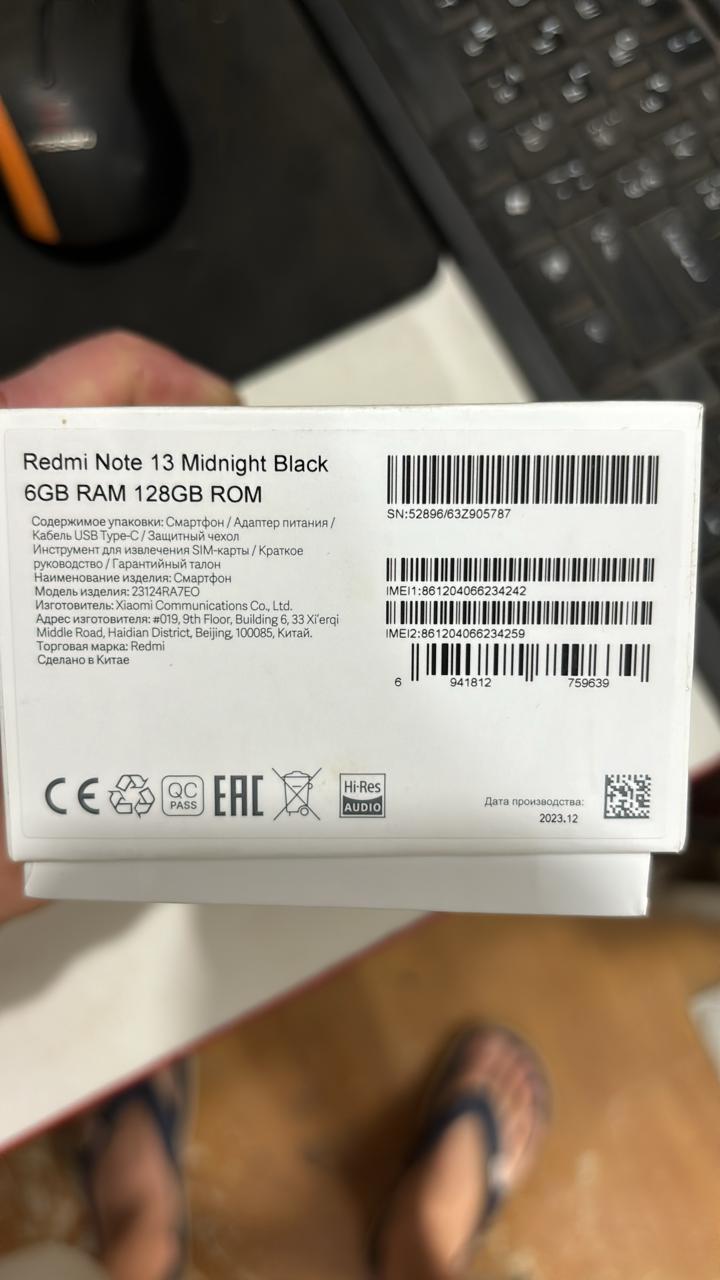 Redmi Note 13 Midnight Black
6GB RAM 128GB ROM
Содержимое упаковки: Смартфон / Адаптер питания /
Кабель USB Type-C / Защитный чехол
Инструмент для извлечения SIM-карты / Краткое
руководство / Гарантийный талон
Наименование изделия: Смартфон
Модель изделия: 23124RA7EO
Изготовитель: Xiaomi Communications Co., Ltd.
Адрес изготовителя: #019, 9th Floor, Building 6, 33 Xi'erqi
Middle Road, Haidian District, Beijing, 100085, Китай.
Торговая марка: Redmi
Сделано в Китае
SN:52896/63Z905787
IMEI1:861204066234242
IMEI2:861204066234259
6 941812 759639
CE
QC
PASS
EAC
Hi-Res
AUDIO
Дата производства:
2023.12